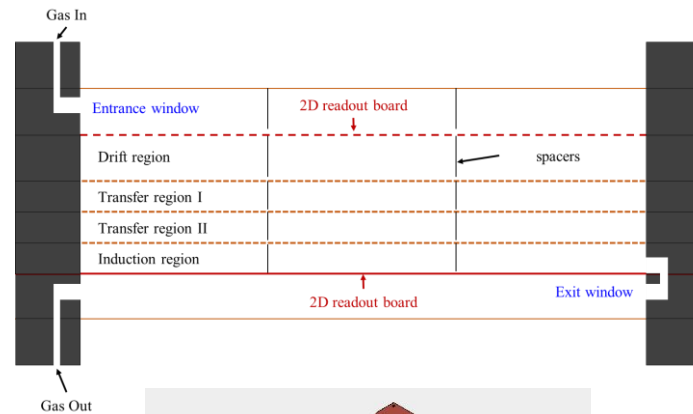 Gas In
Entrance window
2D readout board
Drift region
spacers
Transfer region I
Transfer region II
Induction region
Exit window
2D readout board
Gas Out